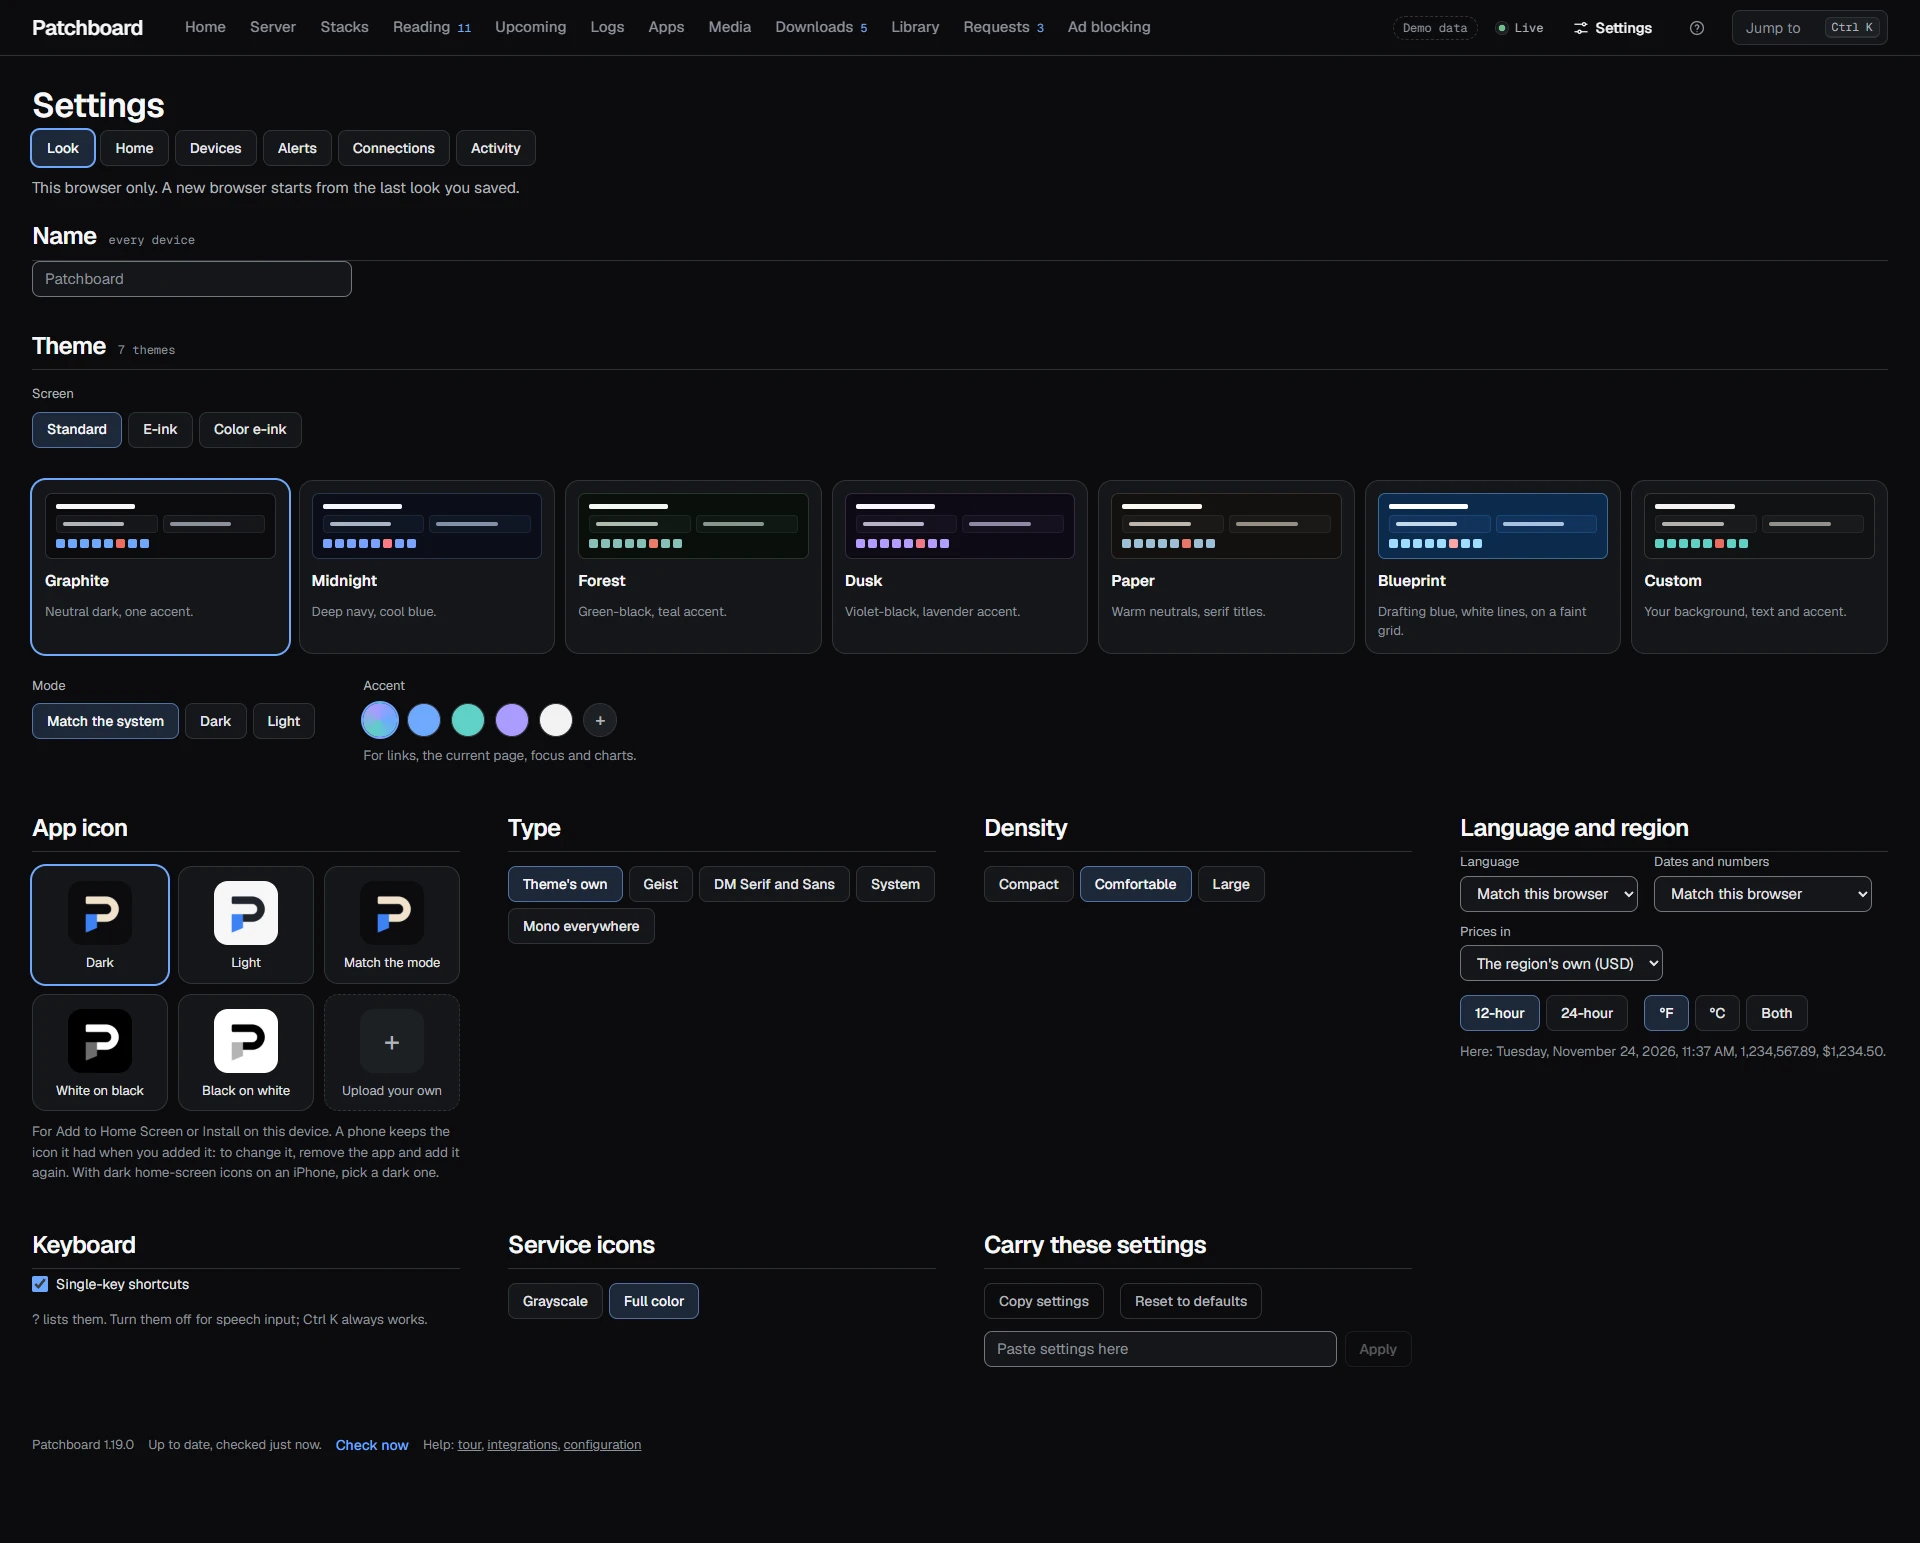 Patchboard Home Server Stacks Reading 11 Upcoming Logs Apps Media Downloads 5 Library Requests 3 Ad blocking Demo data Live Settings ? Jump to Ctrl K
Settings
Look Home Devices Alerts Connections Activity
This browser only. A new browser starts from the last look you saved.
Name every device
Patchboard
Theme 7 themes
Screen
Standard E-ink Color e-ink
Graphite Midnight Forest Dusk Paper Blueprint Custom
Neutral dark, one accent. Deep navy, cool blue. Green-black, teal accent. Violet-black, lavender accent. Warm neutrals, serif titles. Drafting blue, white lines, on a faint Your background, text and accent.
grid.
Mode Accent
Match the system Dark Light +
For links, the current page, focus and charts.
App icon Type Density Language and region
Language Dates and numbers
Theme's own Geist DM Serif and Sans System Compact Comfortable Large Match this browser Match this browser
Mono everywhere Prices in
Dark Light Match the mode The region's own (USD)
12-hour 24-hour °F °C Both
+
Here: Tuesday, November 24, 2026, 11:37 AM, 1,234,567.89, $1,234.50.
White on black Black on white Upload your own
For Add to Home Screen or Install on this device. A phone keeps the
icon it had when you added it: to change it, remove the app and add it
again. With dark home-screen icons on an iPhone, pick a dark one.
Keyboard Service icons Carry these settings
Single-key shortcuts Grayscale Full color Copy settings Reset to defaults
? lists them. Turn them off for speech input; Ctrl K always works.
Paste settings here Apply
Patchboard 1.19.0 Up to date, checked just now. Check now Help: tour, integrations, configuration